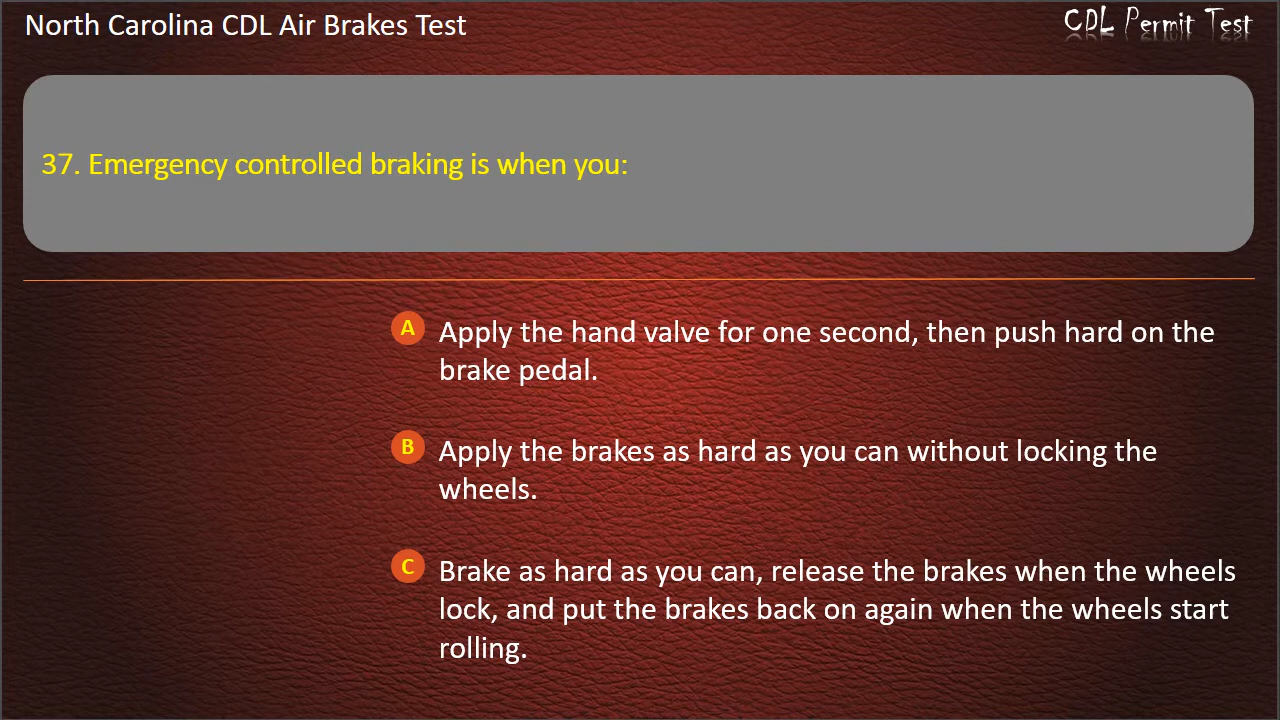 North Carolina CDL Air Brakes Test
CDL Permit Test
37. Emergency controlled braking is when you:
A Apply the hand valve for one second, then push hard on the
brake pedal.
B Apply the brakes as hard as you can without locking the
wheels.
C Brake as hard as you can, release the brakes when the wheels
lock, and put the brakes back on again when the wheels start
rolling.